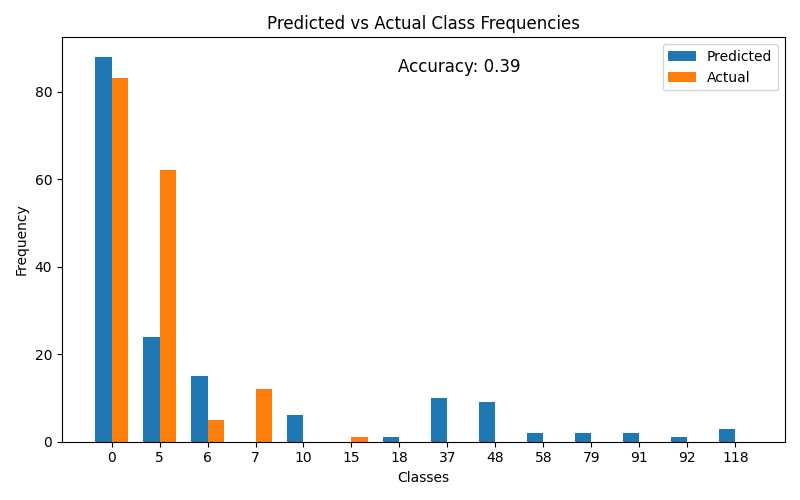 Predicted vs Actual Class Frequencies
Accuracy: 0.39
Predicted
Actual
Frequency
80
60
40
20
0
0 5 6 7 10 15 18 37 48 58 79 91 92 118
Classes